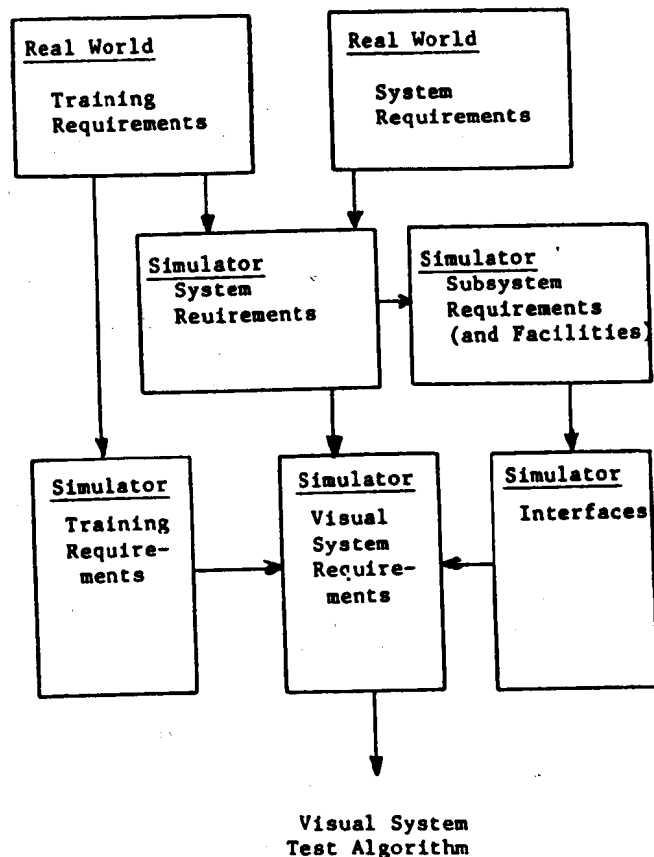 Real World
Training
Requirements
Real World
System
Requirements
Simulator
System
Reuirements
Simulator
Subsystem
Requirements
(and Facilities)
Simulator
Training
Require-
ments
Simulator
Visual
System
Require-
ments
Simulator
Interfaces
Visual System
Test Algorithm